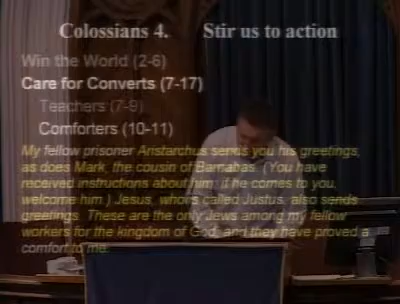 Colossians 4. Stir us to action
Win the World (2-6)
Care for Converts (7-17)
Teachers (7-9)
Comforters (10-11)
My fellow prisoner Aristarchus sends you his greetings,
as does Mark, the cousin of Barnabas. (You have
received instructions about him; if he comes to you,
welcome him.) Jesus, who is called Justus, also sends
greetings. These are the only Jews among my fellow
workers for the kingdom of God, and they have proved a
comfort to me.